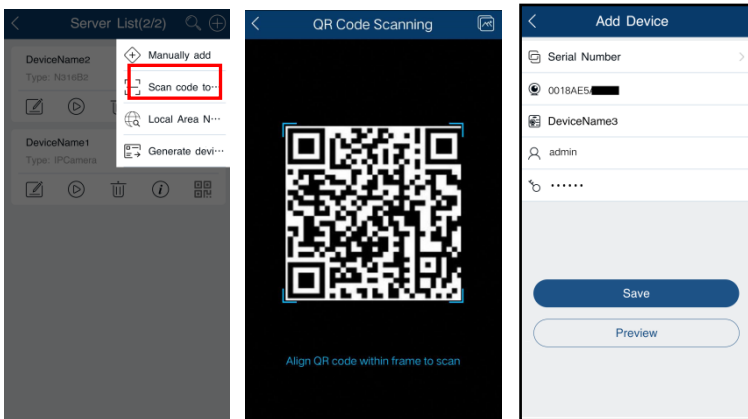 Server List(2/2)
DeviceName2
Type: N318B2
Manually add
Scan code to···
Local Area N···
Generate devi···
DeviceName1
Type: IPCamera
QR Code Scanning
Align QR code within frame to scan
Add Device
Serial Number
0018AE5
DeviceName3
admin
······
Save
Preview